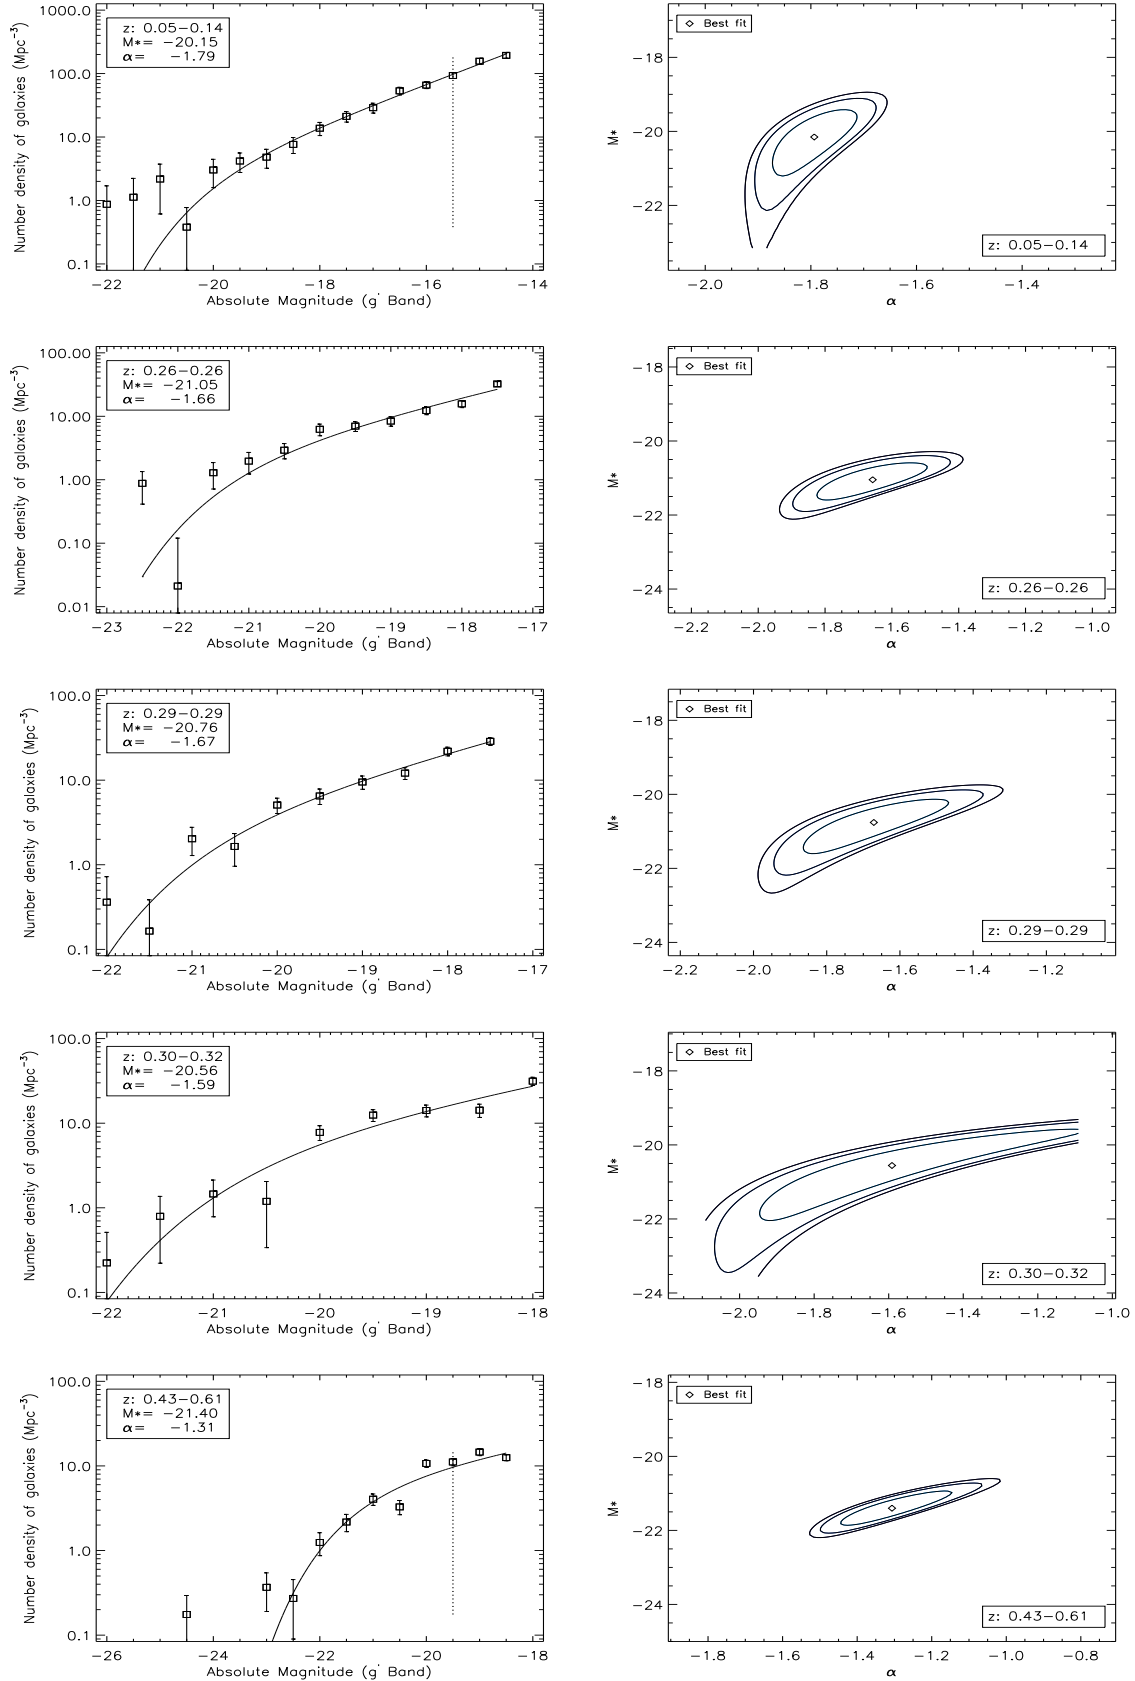 1000.0
100.0
10.0
1.0
0.1
Number density of galaxies (Mpc⁻³)
z: 0.05−0.14
M*= −20.15
α= −1.79
−22 −20 −18 −16 −14
Absolute Magnitude (g' Band)
−18
−20
−22
M*
◇ Best fit
z: 0.05−0.14
−2.0 −1.8 −1.6 −1.4
α
100.00
10.00
1.00
0.10
0.01
Number density of galaxies (Mpc⁻³)
z: 0.26−0.26
M*= −21.05
α= −1.66
−23 −22 −21 −20 −19 −18 −17
Absolute Magnitude (g' Band)
−18
−20
−22
−24
M*
◇ Best fit
z: 0.26−0.26
−2.2 −2.0 −1.8 −1.6 −1.4 −1.2 −1.0
α
100.0
10.0
1.0
0.1
Number density of galaxies (Mpc⁻³)
z: 0.29−0.29
M*= −20.76
α= −1.67
−22 −21 −20 −19 −18 −17
Absolute Magnitude (g' Band)
−18
−20
−22
−24
M*
◇ Best fit
z: 0.29−0.29
−2.2 −2.0 −1.8 −1.6 −1.4 −1.2
α
100.0
10.0
1.0
0.1
Number density of galaxies (Mpc⁻³)
z: 0.30−0.32
M*= −20.56
α= −1.59
−22 −21 −20 −19 −18
Absolute Magnitude (g' Band)
−18
−20
−22
−24
M*
◇ Best fit
z: 0.30−0.32
−2.0 −1.8 −1.6 −1.4 −1.2 −1.0
α
100.0
10.0
1.0
0.1
Number density of galaxies (Mpc⁻³)
z: 0.43−0.61
M*= −21.40
α= −1.31
−26 −24 −22 −20 −18
Absolute Magnitude (g' Band)
−18
−20
−22
−24
M*
◇ Best fit
z: 0.43−0.61
−1.8 −1.6 −1.4 −1.2 −1.0 −0.8
α